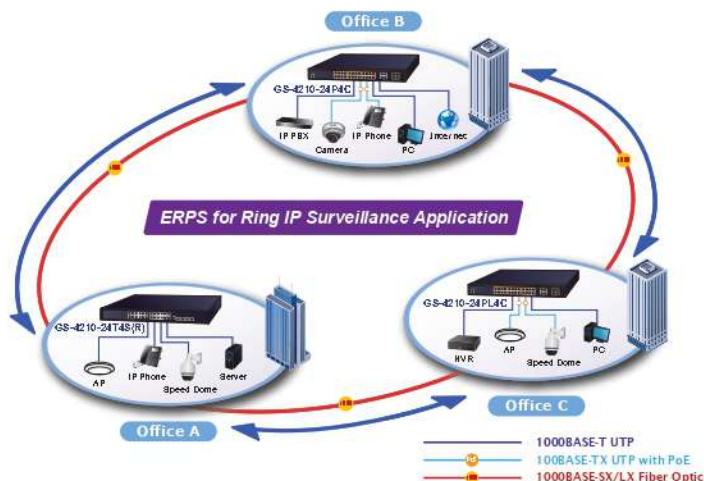 Office B
GS-4210-24P4C
IP PBX
Camera
IP Phone
PC
Internet
ERPS for Ring IP Surveillance Application
GS-4210-24T4S(R)
AP
IP Phone
Speed Dome
Server
Office A
GS-4210-24PL4C
NVR
AP
Speed Dome
PC
Office C
1000BASE-T UTP
100BASE-TX UTP with PoE
1000BASE-SX/LX Fiber Optic